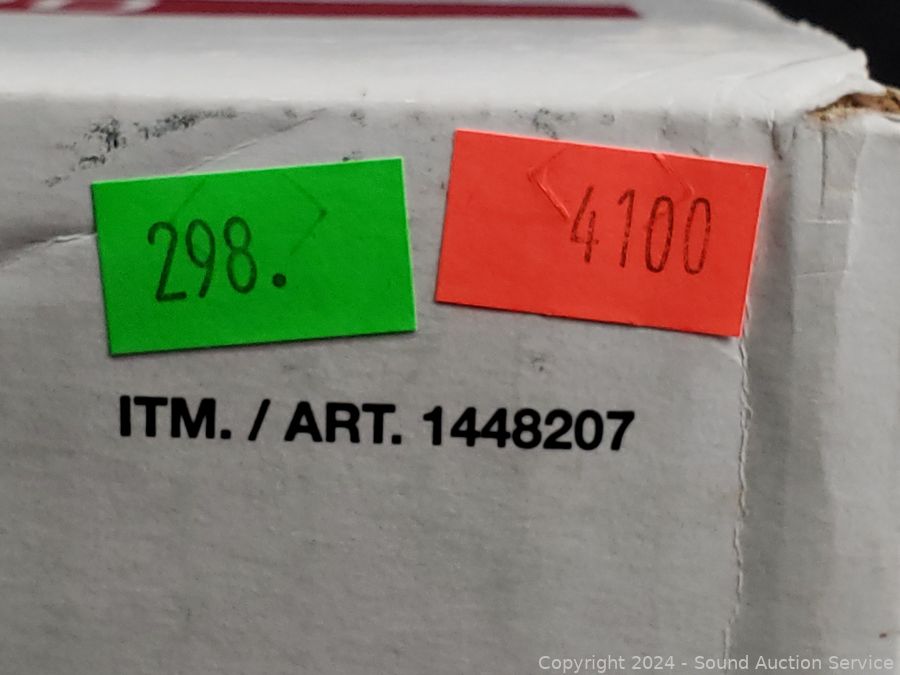 298.
4100
ITM. / ART. 1448207
Copyright 2024 - Sound Auction Service